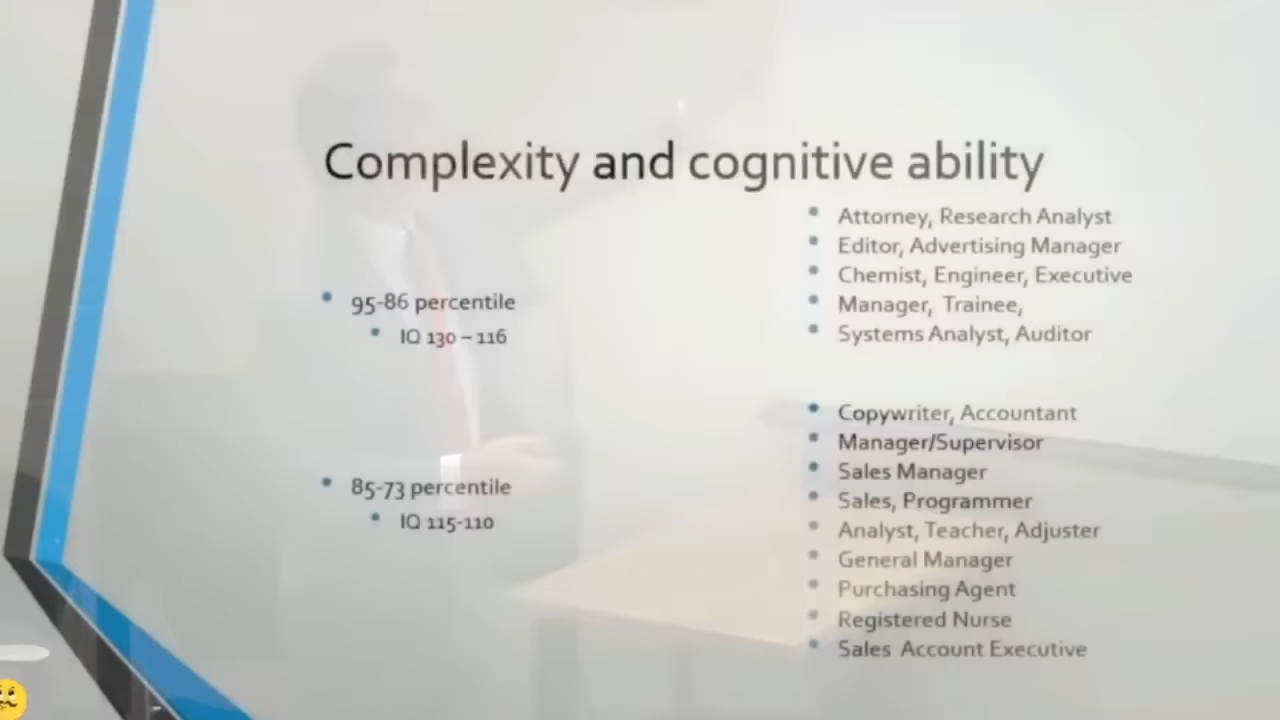 Complexity and cognitive ability
95-86 percentile
IQ 130 – 116
Attorney, Research Analyst
Editor, Advertising Manager
Chemist, Engineer, Executive
Manager, Trainee,
Systems Analyst, Auditor
85-73 percentile
IQ 115-110
Copywriter, Accountant
Manager/Supervisor
Sales Manager
Sales, Programmer
Analyst, Teacher, Adjuster
General Manager
Purchasing Agent
Registered Nurse
Sales Account Executive